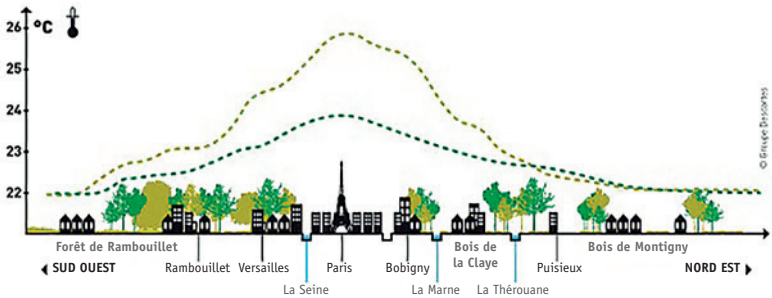 °C
26
25
24
23
22
© Groupe Descartes
Forêt de Rambouillet
Bois de la Claye
Bois de Montigny
SUD OUEST
Rambouillet
Versailles
Paris
Bobigny
Puisieux
NORD EST
La Seine
La Marne
La Thérouane